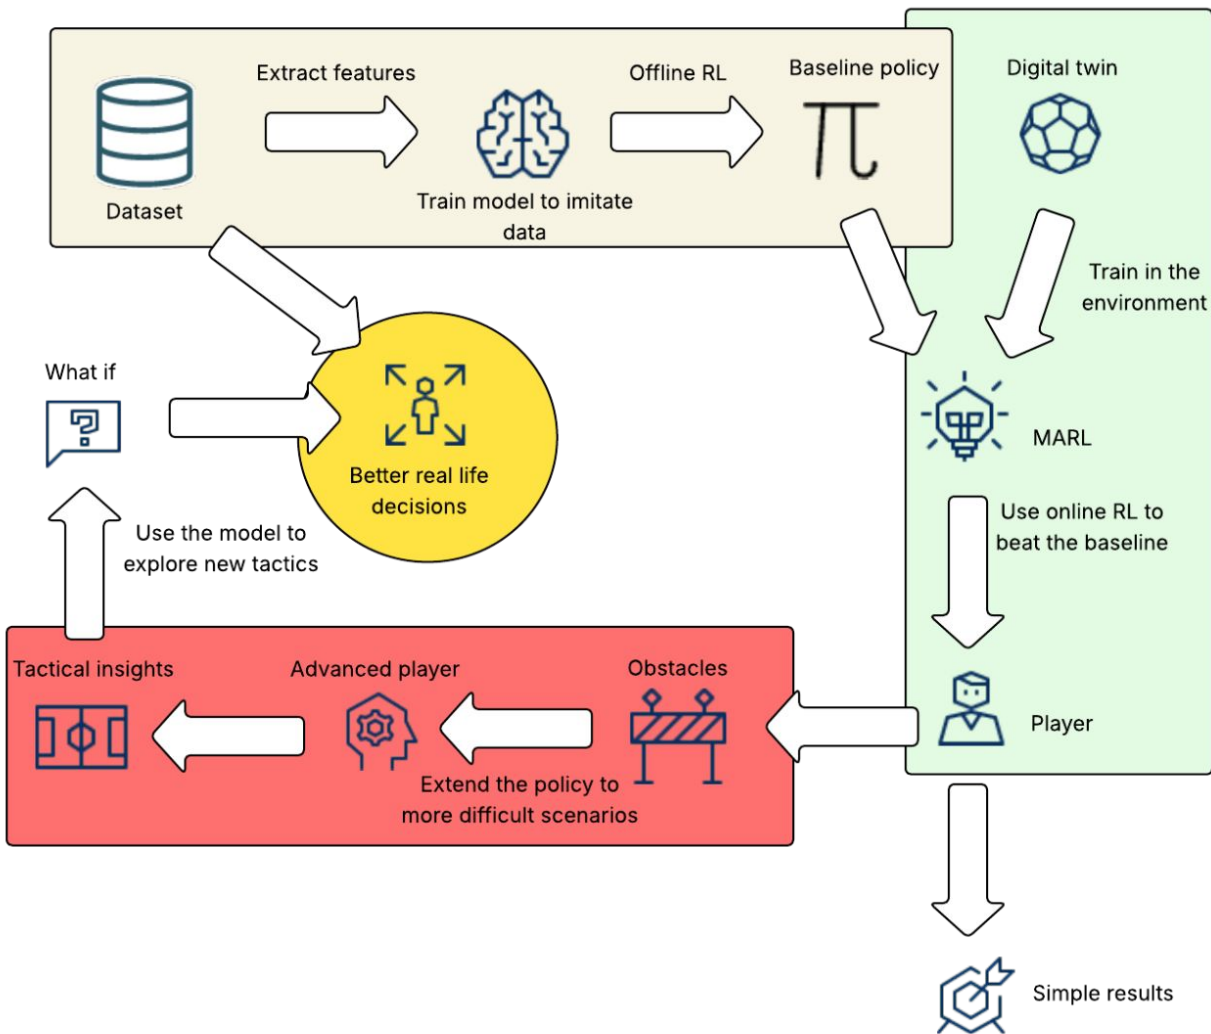 Extract features
Offline RL
Baseline policy
Digital twin
Dataset
Train model to imitate
data
Train in the
environment
What if
?
Better real life
decisions
MARL
Use the model to
explore new tactics
Use online RL to
beat the baseline
Tactical insights
Advanced player
Obstacles
Player
Extend the policy to
more difficult scenarios
Simple results